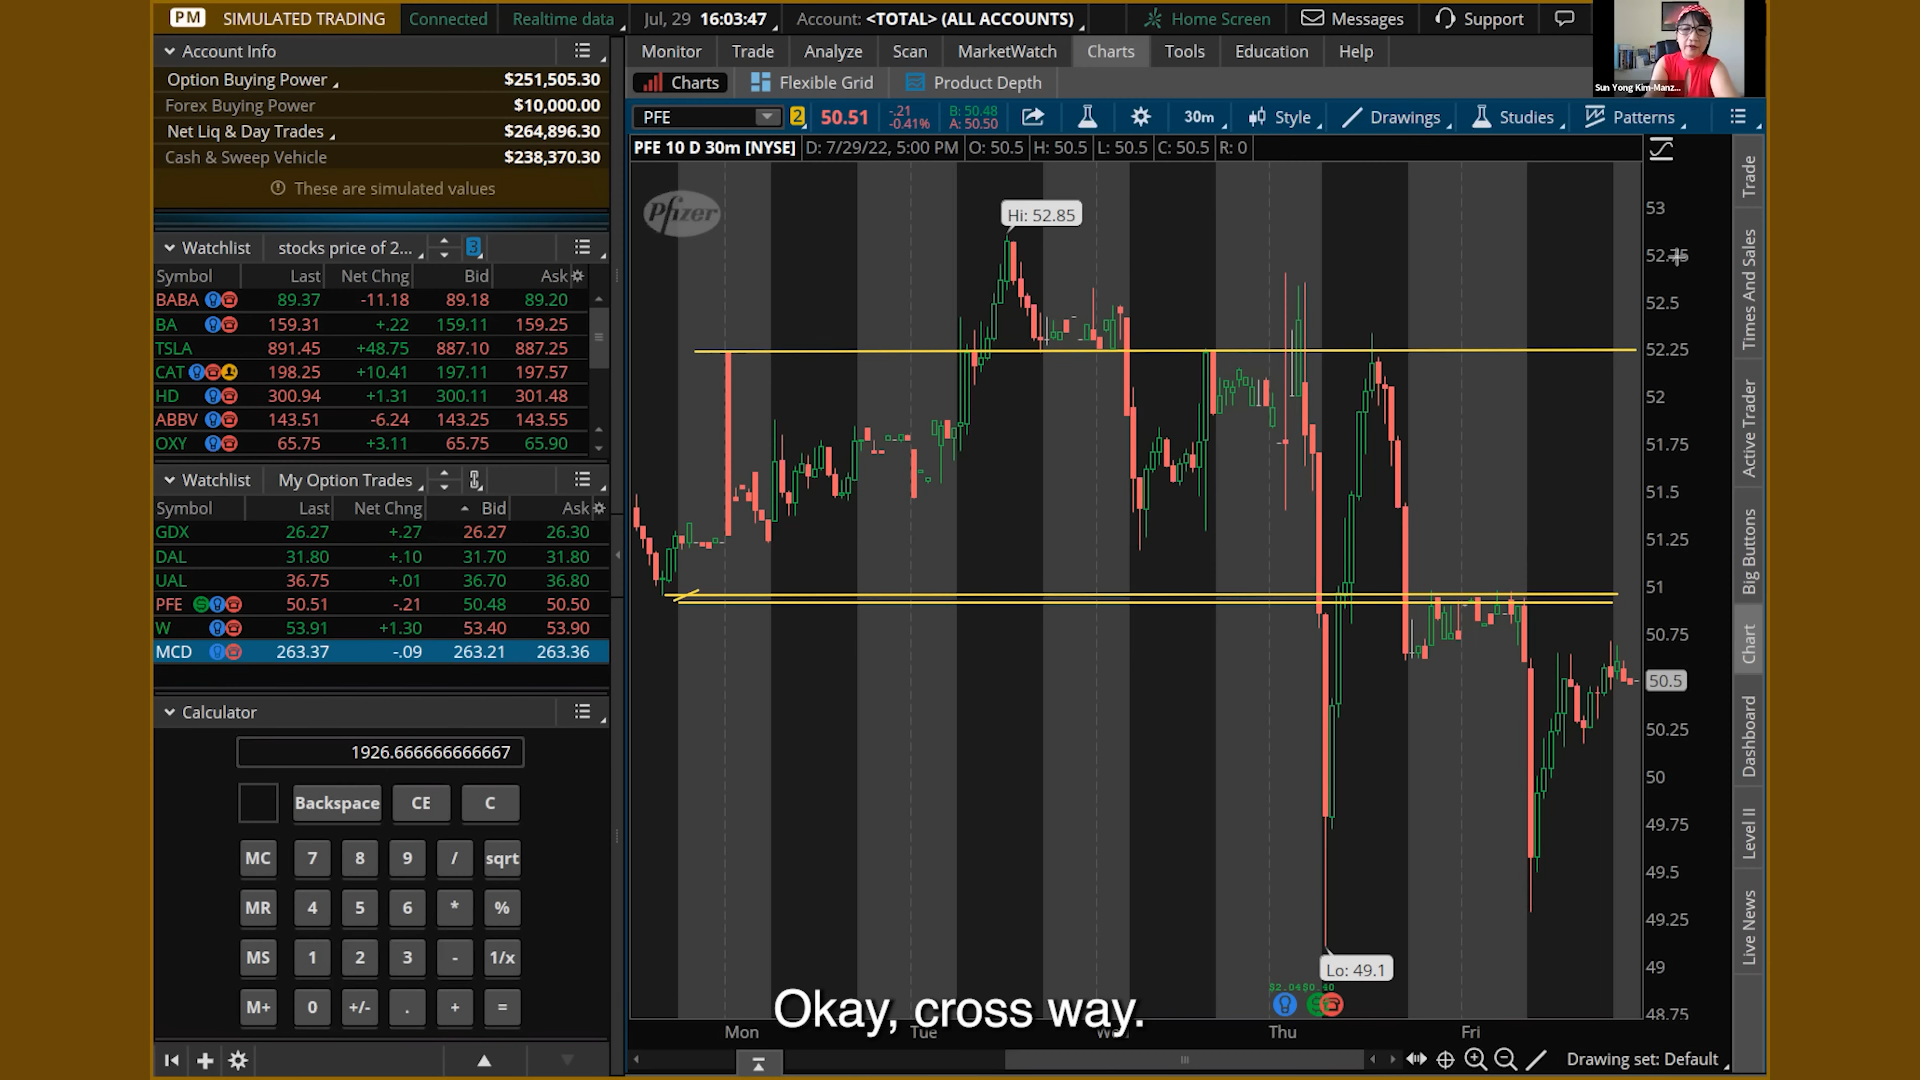 PM SIMULATED TRADING Connected Realtime data Jul, 29 16:03:47 Account: <TOTAL> (ALL ACCOUNTS) Home Screen Messages Support
Sun Yong Kim-Manz...
Account Info
Option Buying Power $251,505.30
Forex Buying Power $10,000.00
Net Liq & Day Trades $264,896.30
Cash & Sweep Vehicle $238,370.30
These are simulated values
Watchlist stocks price of 2... 3
Symbol Last Net Chng Bid Ask
BABA 89.37 -11.18 89.18 89.20
BA 159.31 +.22 159.11 159.25
TSLA 891.45 +48.75 887.10 887.25
CAT 198.25 +10.41 197.11 197.57
HD 300.94 +1.31 300.11 301.48
ABBV 143.51 -6.24 143.25 143.55
OXY 65.75 +3.11 65.75 65.90
Watchlist My Option Trades
Symbol Last Net Chng Bid Ask
GDX 26.27 +.27 26.27 26.30
DAL 31.80 +.10 31.70 31.80
UAL 36.75 +.01 36.70 36.80
PFE 50.51 -.21 50.48 50.50
W 53.91 +1.30 53.40 53.90
MCD 263.37 -.09 263.21 263.36
Calculator
1926.666666666667
Backspace CE C
MC 7 8 9 / sqrt
MR 4 5 6 * %
MS 1 2 3 - 1/x
M+ 0 +/- . + =
Monitor Trade Analyze Scan MarketWatch Charts Tools Education Help
Charts Flexible Grid Product Depth
PFE 2 50.51 -.21 -0.41% B: 50.48 A: 50.50 30m Style Drawings Studies Patterns
PFE 10 D 30m [NYSE] D: 7/29/22, 5:00 PM O: 50.5 H: 50.5 L: 50.5 C: 50.5 R: 0
Pfizer
Hi: 52.85
53
52.5
52.25
52
51.75
51.5
51.25
51
50.75
50.5
50.25
50
49.75
49.5
49.25
49
48.75
Lo: 49.1
$2.04 $0.40
Mon Tue Thu Fri
Okay, cross way.
Drawing set: Default
Trade
Times And Sales
Active Trader
Big Buttons
Chart
Dashboard
Level II
Live News